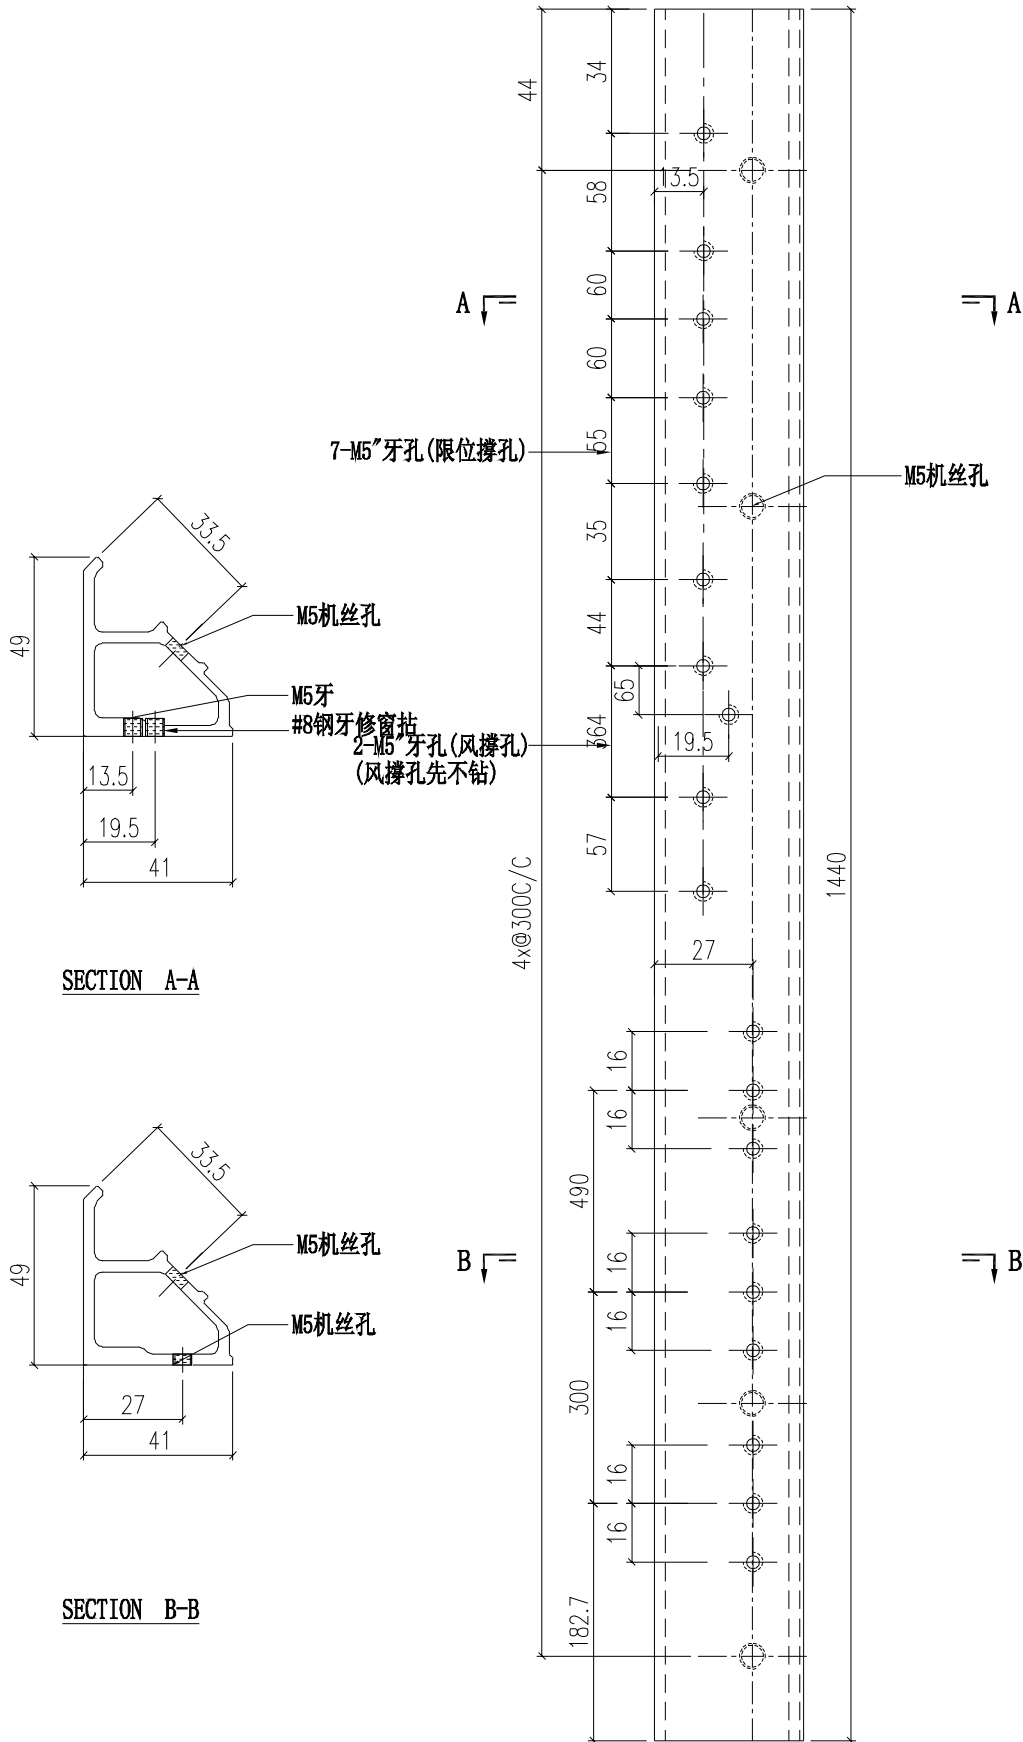 34
44
13.5
58
A
A
60
60
7-M5"牙孔(限位撑孔)
55
M5机丝孔
33.5
35
49
M5机丝孔
44
M5牙
65
#8钢牙修窗拈
2-M5"牙孔(风撑孔)
364
19.5
(风撑孔先不钻)
13.5
19.5
57
41
4x@300C/C
1440
27
SECTION A-A
16
16
33.5
490
49
M5机丝孔
B
B
16
M5机丝孔
16
27
300
41
16
16
SECTION B-B
182.7